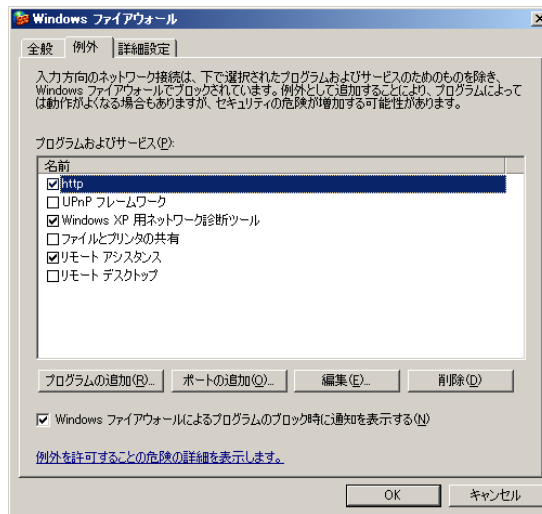 Windows ファイアウォール
全般 例外 詳細設定
入力方向のネットワーク接続は、下で選択されたプログラムおよびサービスのためのものを除き、
Windows ファイアウォールでブロックされています。例外として追加することにより、プログラムによって
は動作がよくなる場合もありますが、セキュリティの危険が増加する可能性があります。
プログラムおよびサービス(P):
名前
http
UPnP フレームワーク
Windows XP 用ネットワーク診断ツール
ファイルとプリンタの共有
リモート アシスタンス
リモート デスクトップ
プログラムの追加(R)... ポートの追加(O)... 編集(E)... 削除(D)
Windows ファイアウォールによるプログラムのブロック時に通知を表示する(N)
例外を許可することの危険の詳細を表示します。
OK キャンセル